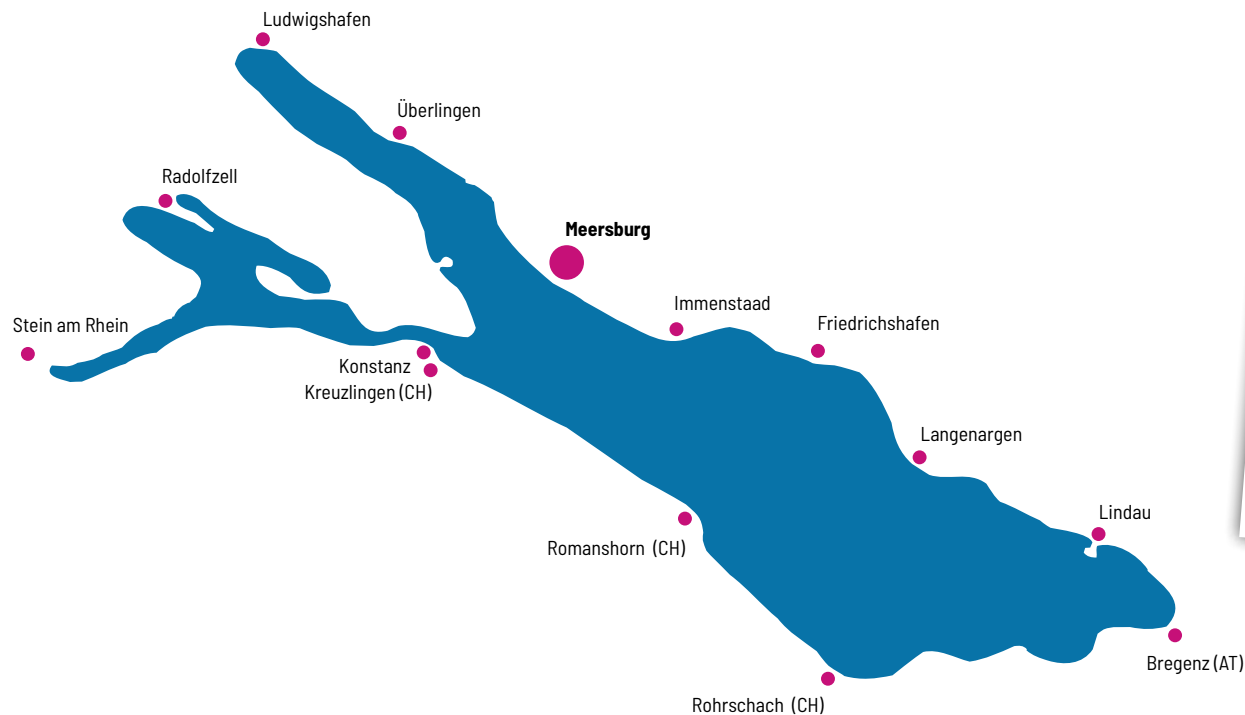 Ludwigshafen
Überlingen
Radolfzell
Meersburg
Immenstaad
Stein am Rhein
Friedrichshafen
Konstanz
Kreuzlingen (CH)
Langenargen
Lindau
Romanshorn (CH)
Bregenz (AT)
Rohrschach (CH)